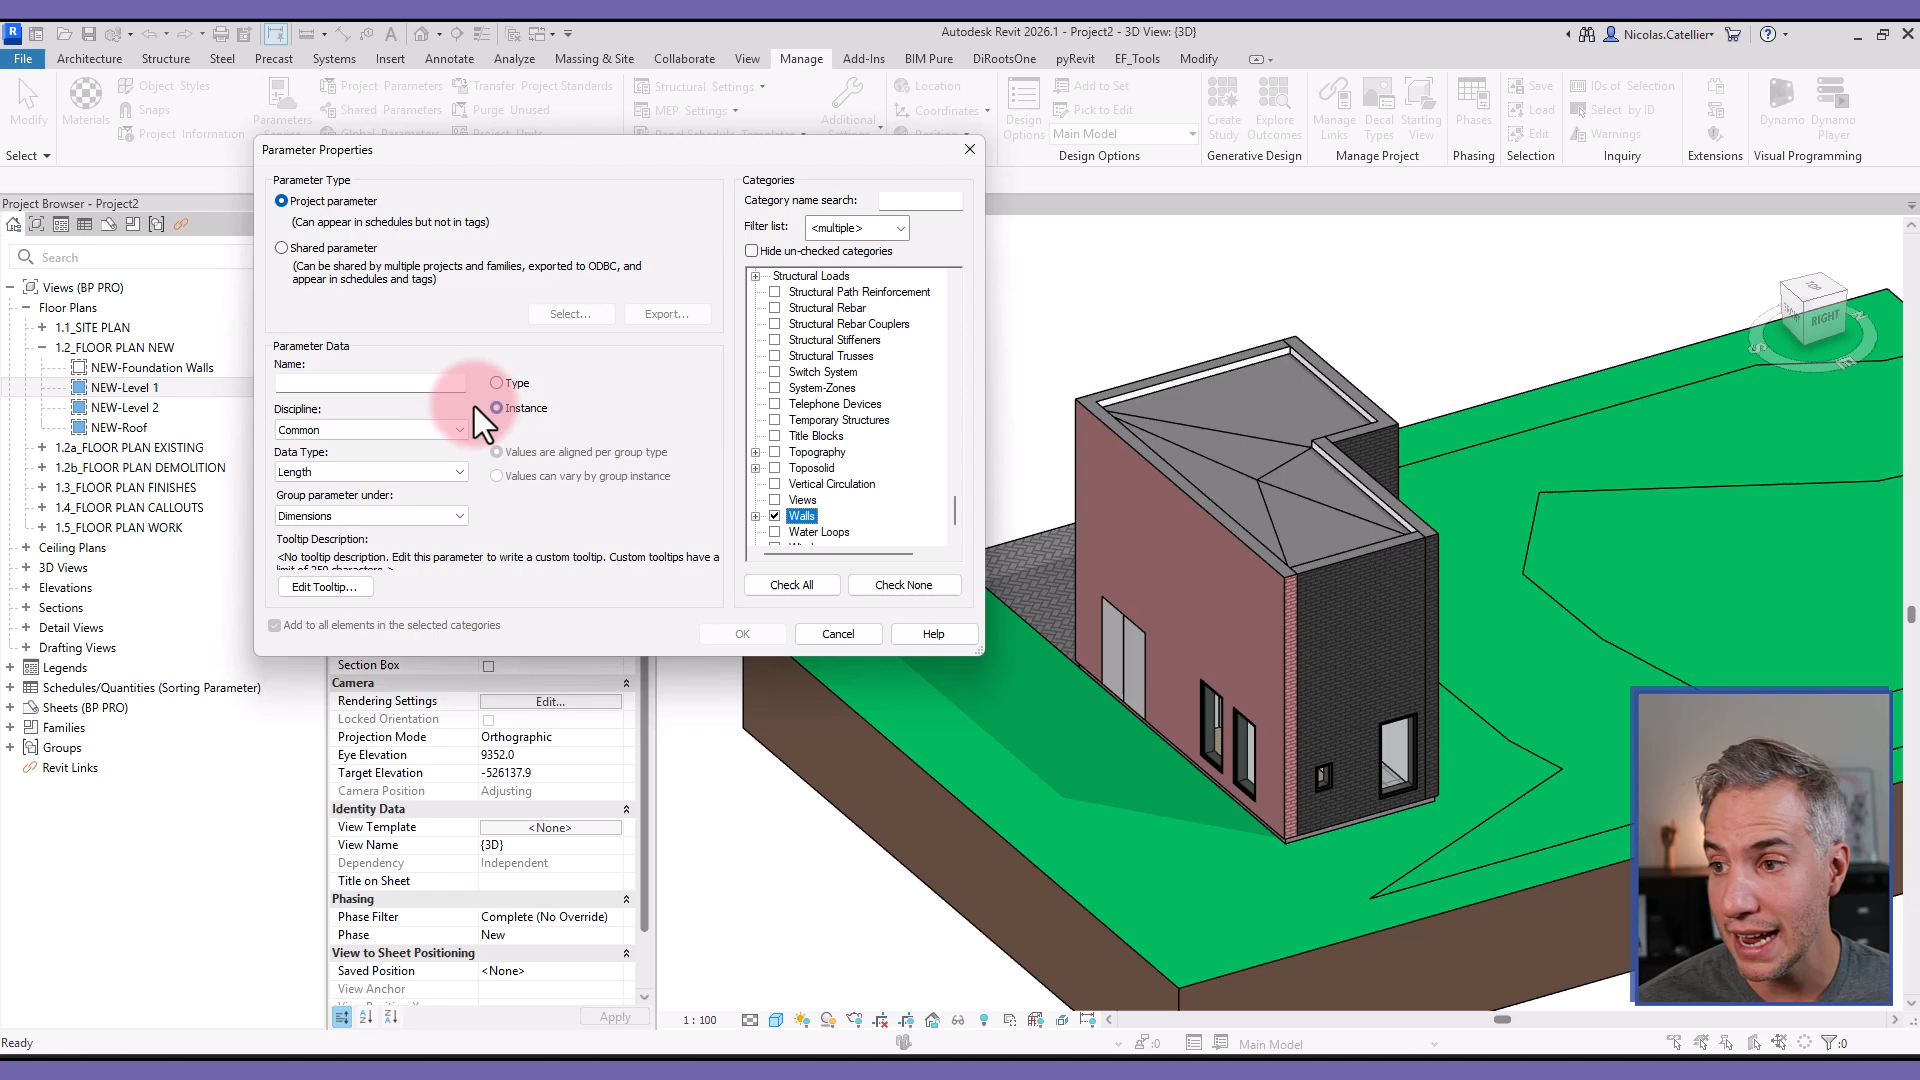 Autodesk Revit 2026.1 - Project2 - 3D View: {3D}
Nicolas.Catellier
File Architecture Structure Steel Precast Systems Insert Annotate Analyze Massing & Site Collaborate View Manage Add-Ins BIM Pure DiRootsOne pyRevit EF_Tools Modify
Modify
Select
Materials
Object Styles
Snaps
Project Information
Parameters
Project Parameters
Shared Parameters
Transfer Project Standards
Purge Unused
Structural Settings
MEP Settings
Additional
Location
Coordinates
Design
Options
Add to Set
Pick to Edit
Main Model
Design Options
Create
Study
Explore
Outcomes
Generative Design
Manage
Links
Decal
Types
Starting
View
Manage Project
Phases
Phasing
Save
Load
Edit
Selection
IDs of Selection
Select by ID
Warnings
Inquiry
Extensions
Dynamo
Dynamo
Player
Visual Programming
Project Browser - Project2
Search
Views (BP PRO)
Floor Plans
1.1_SITE PLAN
1.2_FLOOR PLAN NEW
NEW-Foundation Walls
NEW-Level 1
NEW-Level 2
NEW-Roof
1.2a_FLOOR PLAN EXISTING
1.2b_FLOOR PLAN DEMOLITION
1.3_FLOOR PLAN FINISHES
1.4_FLOOR PLAN CALLOUTS
1.5_FLOOR PLAN WORK
Ceiling Plans
3D Views
Elevations
Sections
Detail Views
Drafting Views
Legends
Schedules/Quantities (Sorting Parameter)
Sheets (BP PRO)
Families
Groups
Revit Links
Parameter Properties
Parameter Type
Project parameter
(Can appear in schedules but not in tags)
Shared parameter
(Can be shared by multiple projects and families, exported to ODBC, and
appear in schedules and tags)
Select...
Export...
Parameter Data
Name:
Type
Discipline:
Instance
Common
Data Type:
Values are aligned per group type
Length
Values can vary by group instance
Group parameter under:
Dimensions
Tooltip Description:
<No tooltip description. Edit this parameter to write a custom tooltip. Custom tooltips have a
limit of 250 characters. >
Edit Tooltip...
Add to all elements in the selected categories
Categories
Category name search:
Filter list:
<multiple>
Hide un-checked categories
Structural Loads
Structural Path Reinforcement
Structural Rebar
Structural Rebar Couplers
Structural Stiffeners
Structural Trusses
Switch System
System-Zones
Telephone Devices
Temporary Structures
Title Blocks
Topography
Toposolid
Vertical Circulation
Views
Walls
Water Loops
Check All
Check None
OK
Cancel
Help
Section Box
Camera
Rendering Settings Edit...
Locked Orientation
Projection Mode Orthographic
Eye Elevation 9352.0
Target Elevation -526137.9
Camera Position Adjusting
Identity Data
View Template <None>
View Name {3D}
Dependency Independent
Title on Sheet
Phasing
Phase Filter Complete (No Override)
Phase New
View to Sheet Positioning
Saved Position <None>
View Anchor
Apply
TOP
RIGHT
1 : 100
Ready
:0
Main Model
:0